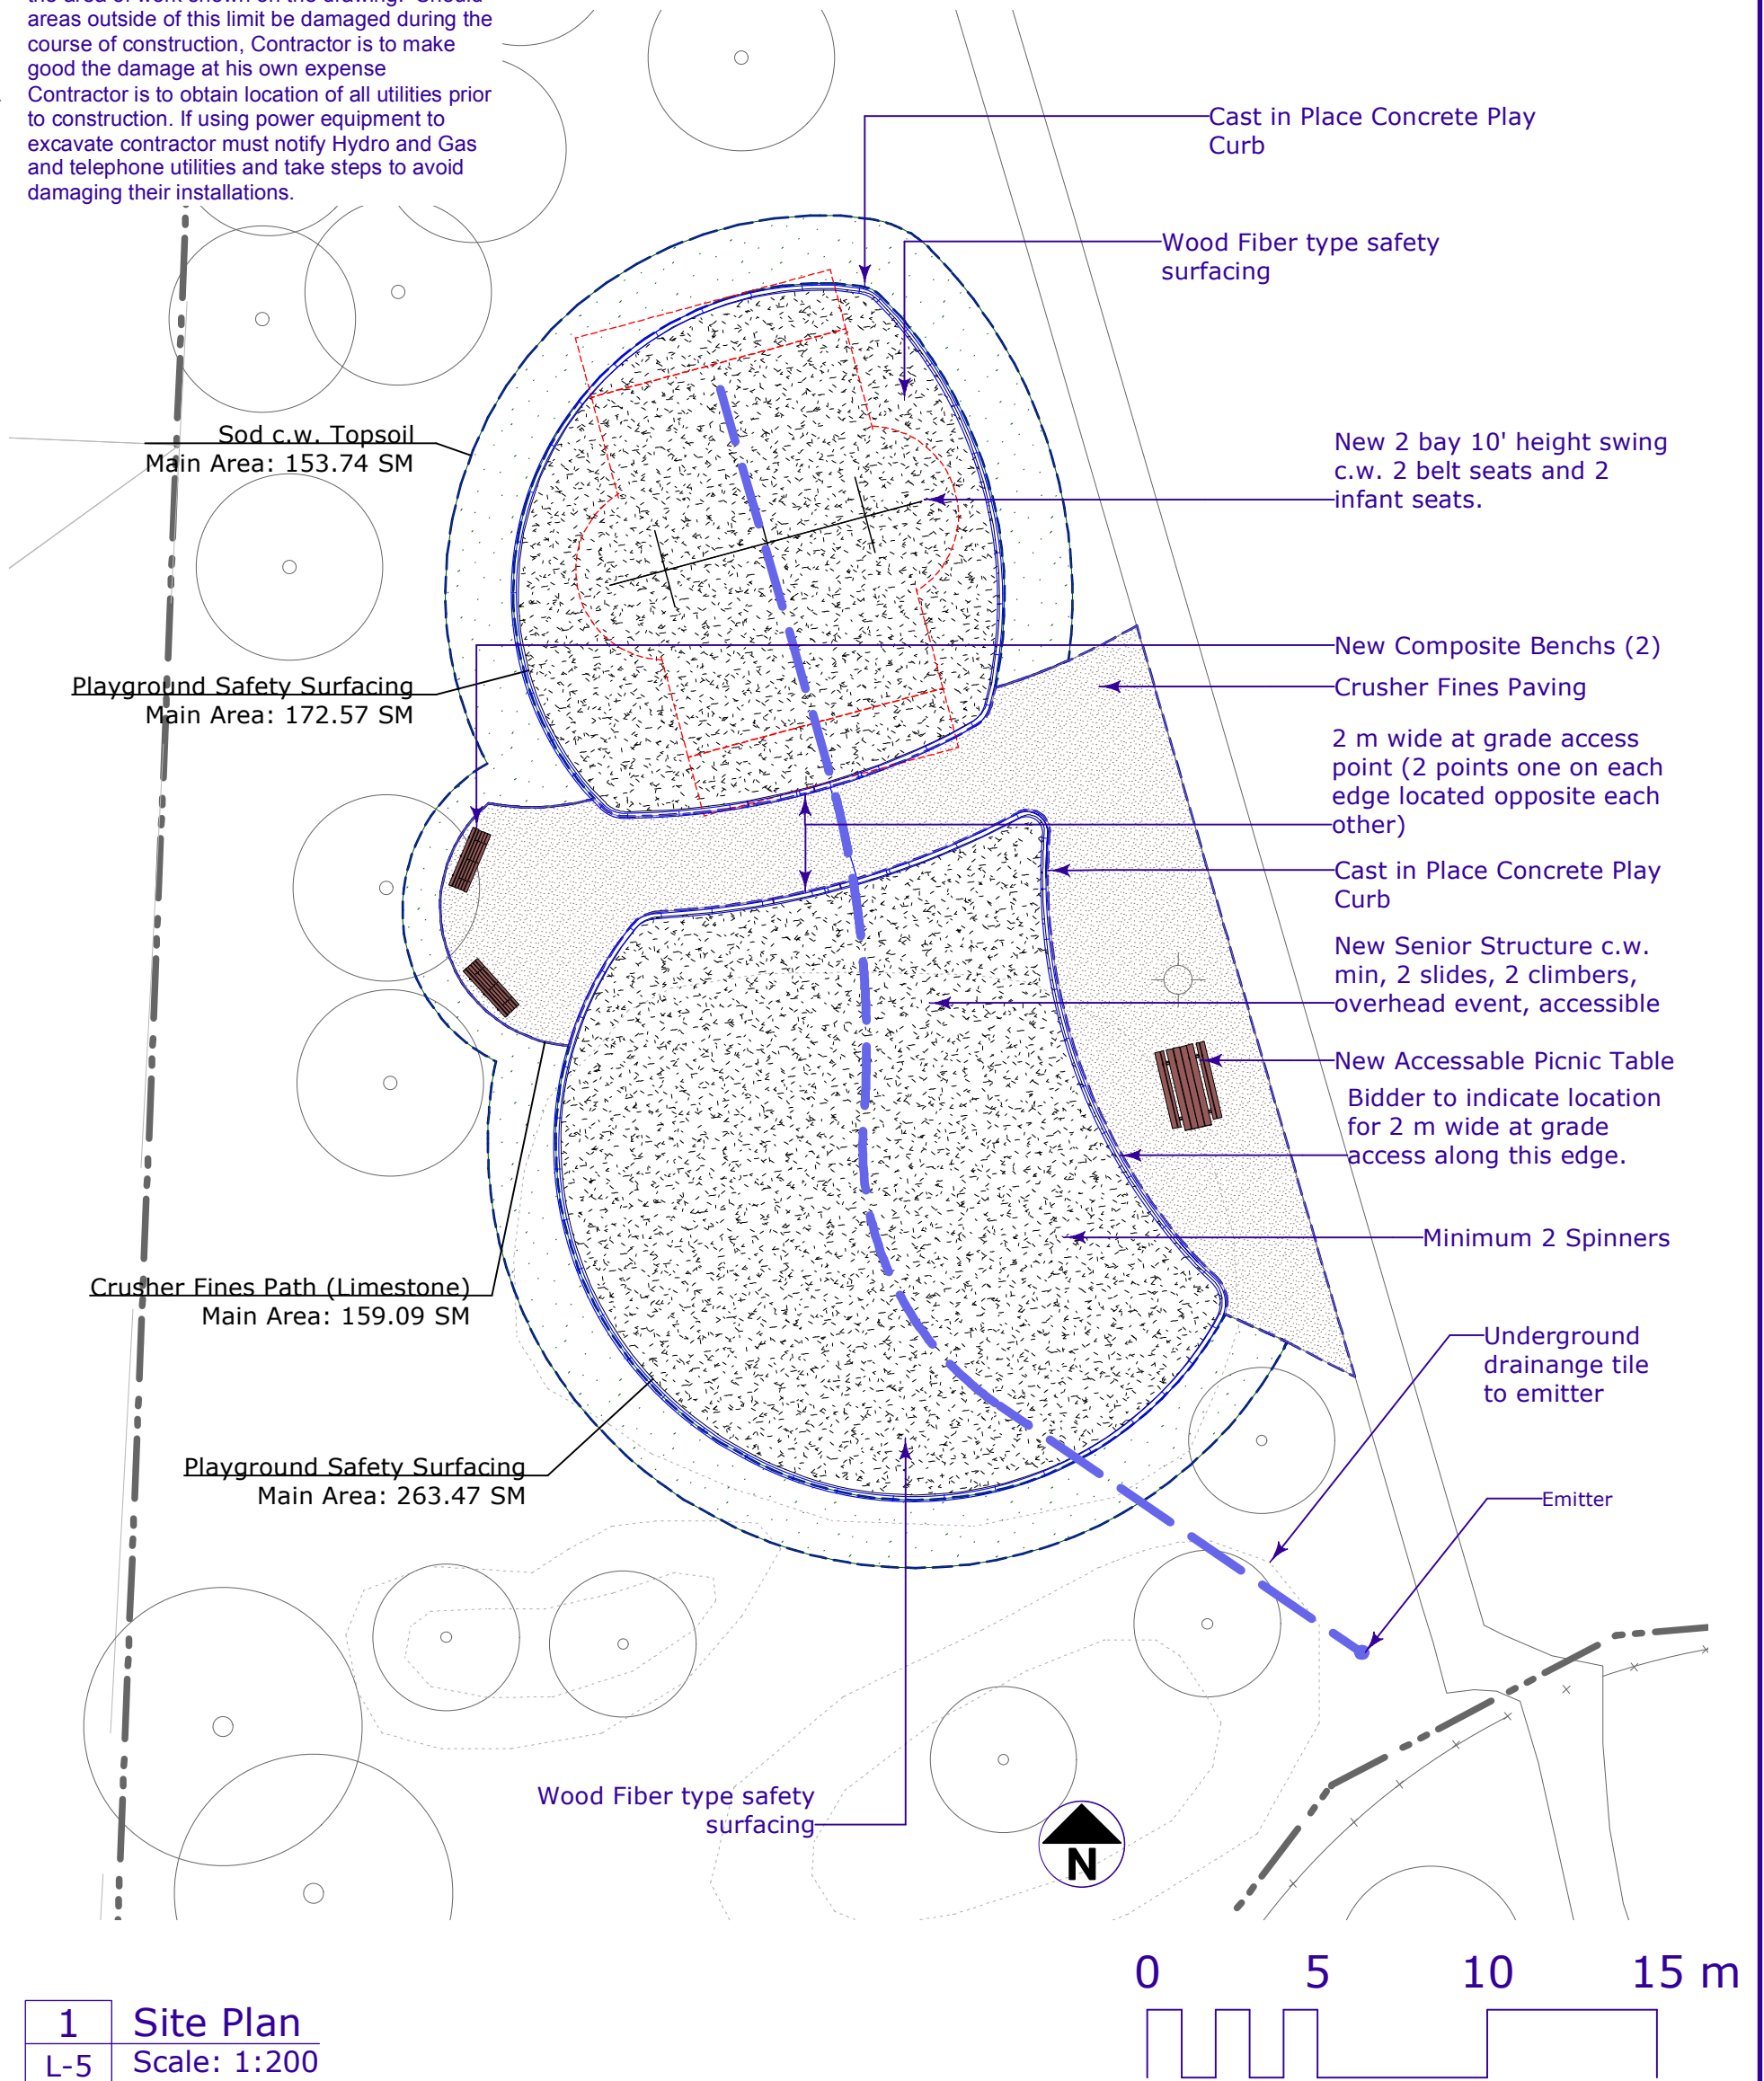 the area of work shown on the drawing. Should
areas outside of this limit be damaged during the
course of construction, Contractor is to make
good the damage at his own expense
Contractor is to obtain location of all utilities prior
to construction. If using power equipment to
excavate contractor must notify Hydro and Gas
and telephone utilities and take steps to avoid
damaging their installations.
Cast in Place Concrete Play
Curb
Wood Fiber type safety
surfacing
Sod c.w. Topsoil
Main Area: 153.74 SM
New 2 bay 10' height swing
c.w. 2 belt seats and 2
infant seats.
New Composite Benchs (2)
Crusher Fines Paving
Playground Safety Surfacing
Main Area: 172.57 SM
2 m wide at grade access
point (2 points one on each
edge located opposite each
other)
Cast in Place Concrete Play
Curb
New Senior Structure c.w.
min, 2 slides, 2 climbers,
overhead event, accessible
New Accessable Picnic Table
Bidder to indicate location
for 2 m wide at grade
access along this edge.
Minimum 2 Spinners
Crusher Fines Path (Limestone)
Main Area: 159.09 SM
Underground
drainange tile
to emitter
Playground Safety Surfacing
Main Area: 263.47 SM
Emitter
Wood Fiber type safety
surfacing
N
0 5 10 15 m
1 Site Plan
L-5 Scale: 1:200